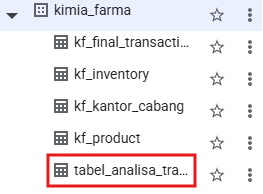 kimia_farma
kf_final_transacti...
kf_inventory
kf_kantor_cabang
kf_product
tabel_analisa_tra...